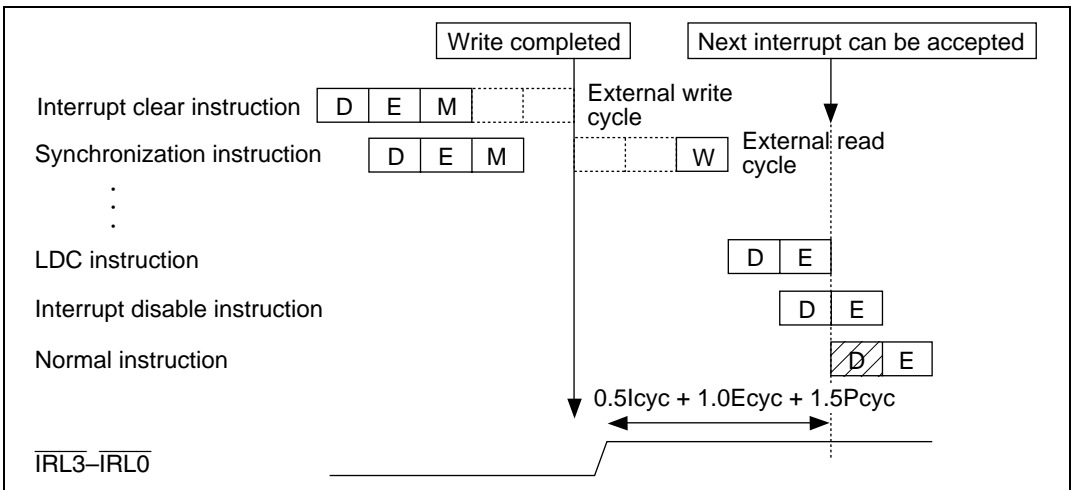 Write completed
Next interrupt can be accepted
Interrupt clear instruction D E M External write
cycle
Synchronization instruction D E M W External read
cycle
.
.
.
LDC instruction D E
Interrupt disable instruction D E
Normal instruction D E
0.5Icyc + 1.0Ecyc + 1.5Pcyc
IRL3–IRL0